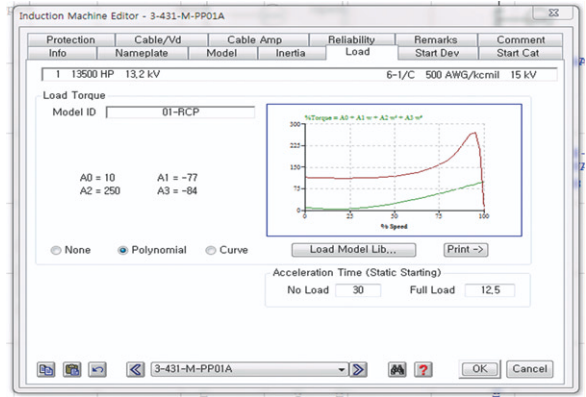 Induction Machine Editor - 3-431-M-PP01A
Protection Cable/Vd Cable Amp Reliability Remarks Comment
Info Nameplate Model Inertia Load Start Dev Start Cat
1 13500 HP 13,2 kV 6-1/C 500 AWG/kcmil 15 kV
Load Torque
Model ID 01-RCP
%Torque = A0 + A1 w + A2 w² + A3 w³
300
225
150
75
0
0 25 50 75 100
% Speed
A0 = 10 A1 = -77
A2 = 250 A3 = -84
None Polynomial Curve
Load Model Lib,,,
Print ->
Acceleration Time (Static Starting)
No Load 30 Full Load 12,5
3-431-M-PP01A
OK Cancel